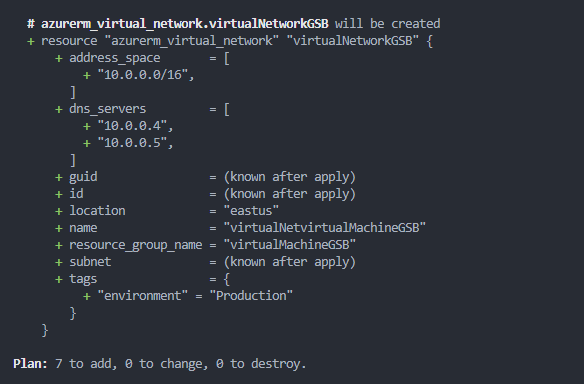 # azurerm_virtual_network.virtualNetworkGSB will be created
+ resource "azurerm_virtual_network" "virtualNetworkGSB" {
+ address_space = [
+ "10.0.0.0/16",
]
+ dns_servers = [
+ "10.0.0.4",
+ "10.0.0.5",
]
+ guid = (known after apply)
+ id = (known after apply)
+ location = "eastus"
+ name = "virtualNetvirtualMachineGSB"
+ resource_group_name = "virtualMachineGSB"
+ subnet = (known after apply)
+ tags = {
+ "environment" = "Production"
}
}
Plan: 7 to add, 0 to change, 0 to destroy.